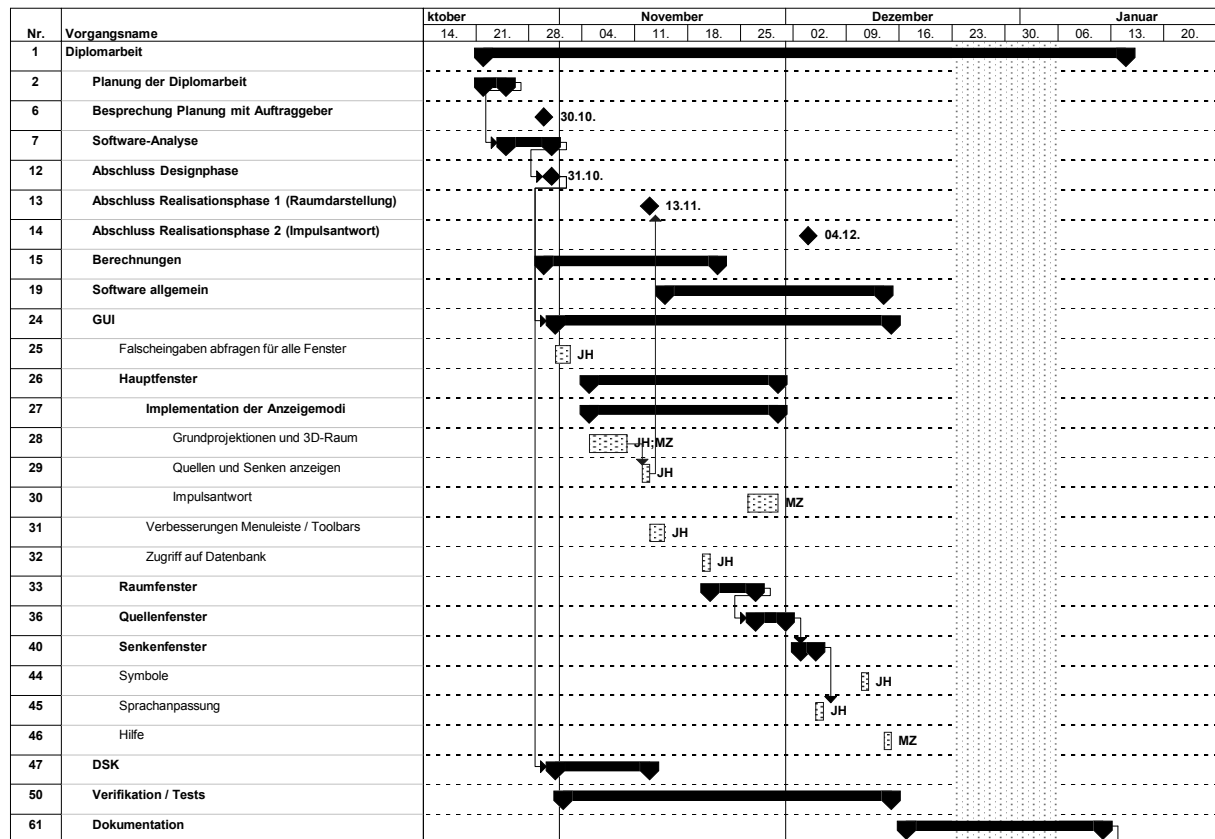 ktober November Dezember Januar
Nr. Vorgangsname 14. 21. 28. 04. 11. 18. 25. 02. 09. 16. 23. 30. 06. 13. 20.
1 Diplomarbeit
2 Planung der Diplomarbeit
6 Besprechung Planung mit Auftraggeber 30.10.
7 Software-Analyse
12 Abschluss Designphase 31.10.
13 Abschluss Realisationsphase 1 (Raumdarstellung) 13.11.
14 Abschluss Realisationsphase 2 (Impulsantwort) 04.12.
15 Berechnungen
19 Software allgemein
24 GUI
25 Falscheingaben abfragen für alle Fenster JH
26 Hauptfenster
27 Implementation der Anzeigemodi
28 Grundprojektionen und 3D-Raum JH;MZ
29 Quellen und Senken anzeigen JH
30 Impulsantwort MZ
31 Verbesserungen Menuleiste / Toolbars JH
32 Zugriff auf Datenbank JH
33 Raumfenster
36 Quellenfenster
40 Senkenfenster
44 Symbole JH
45 Sprachanpassung JH
46 Hilfe MZ
47 DSK
50 Verifikation / Tests
61 Dokumentation